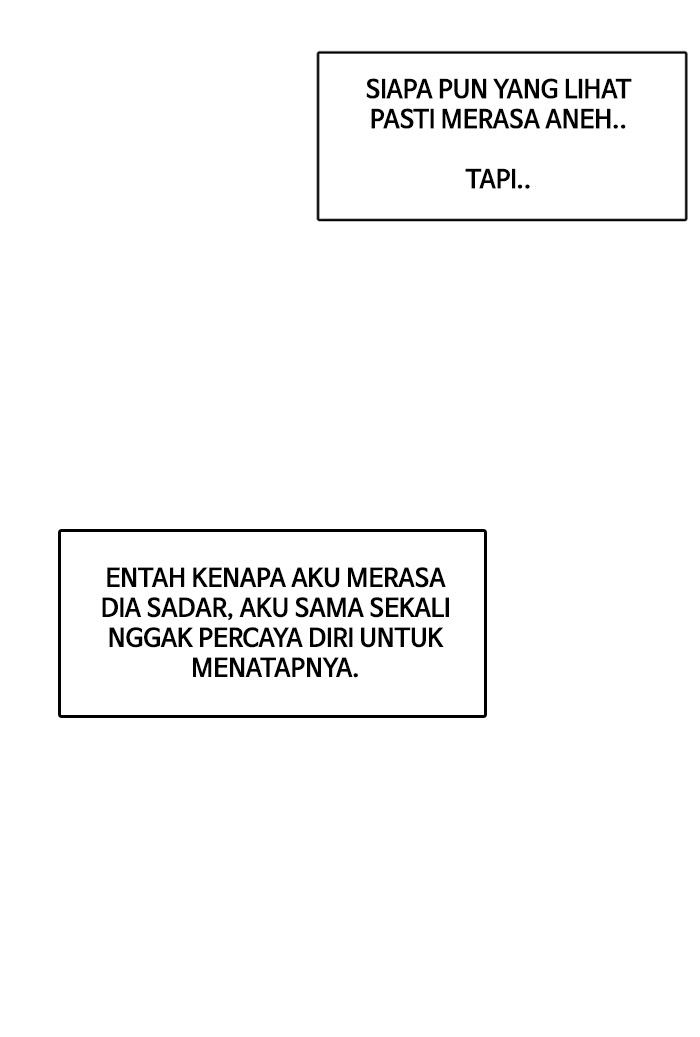 SIAPA PUN YANG LIHAT
PASTI MERASA ANEH..
TAPI..
ENTAH KENAPA AKU MERASA
DIA SADAR, AKU SAMA SEKALI
NGGAK PERCAYA DIRI UNTUK
MENATAPNYA.